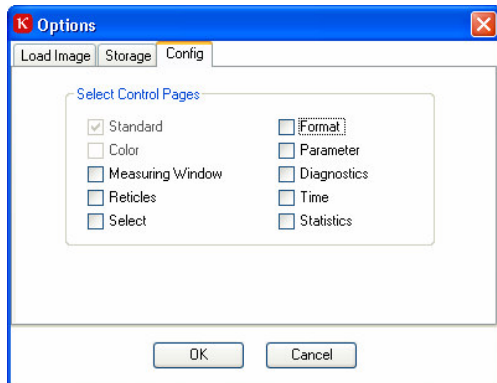 K Options
Load Image Storage Config
Select Control Pages
Standard
Color
Measuring Window
Reticles
Select
Format
Parameter
Diagnostics
Time
Statistics
OK Cancel